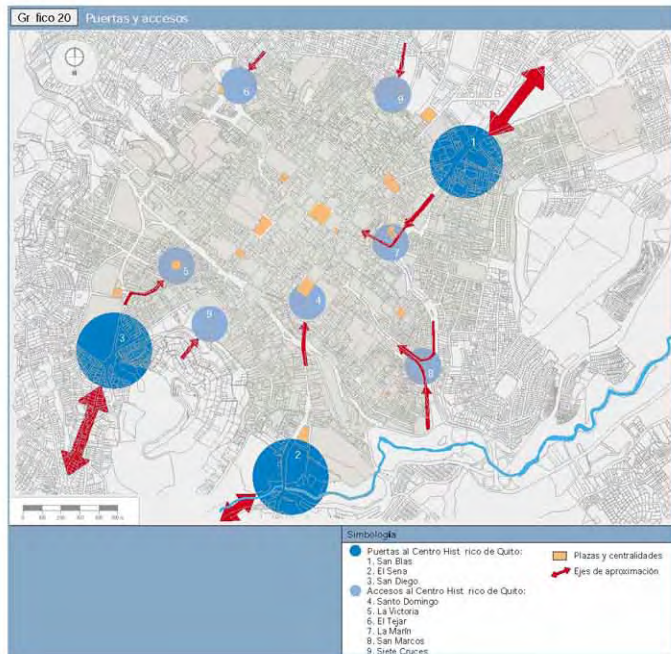 Gr fico 20
Puertas y accesos
6
9
1
7
5
4
9
3
8
2
Simbología
Puertas al Centro Hist rico de Quito:
1. San Blas
2. El Sena
3. San Diego
Accesos al Centro Hist rico de Quito:
4. Santo Domingo
5. La Victoria
6. El Tejar
7. La Marín
8. San Marcos
9. Siete Cruces
Plazas y centralidades
Ejes de aproximación